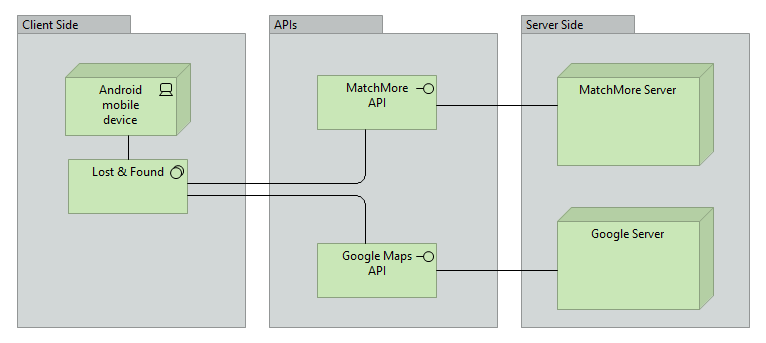 Client Side
Android
mobile
device
Lost & Found
APIs
MatchMore
API
Google Maps
API
Server Side
MatchMore Server
Google Server